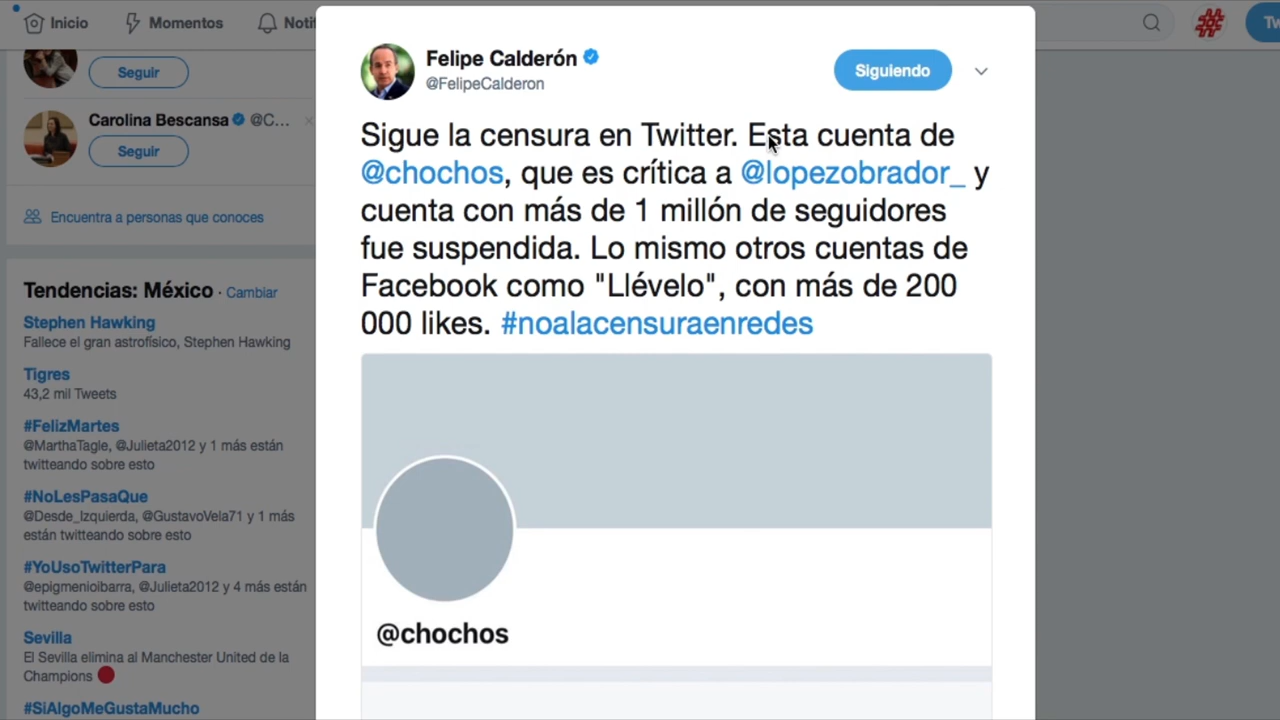 Inicio
Momentos
Notif
Tw
Seguir
Carolina Bescansa @C...
Seguir
Encuentra a personas que conoces
Tendencias: México · Cambiar
Stephen Hawking
Fallece el gran astrofísico, Stephen Hawking
Tigres
43,2 mil Tweets
#FelizMartes
@MarthaTagle, @Julieta2012 y 1 más están
twitteando sobre esto
#NoLesPasaQue
@Desde_Izquierda, @GustavoVela71 y 1 más
están twitteando sobre esto
#YoUsoTwitterPara
@epigmenioibarra, @Julieta2012 y 4 más están
twitteando sobre esto
Sevilla
El Sevilla elimina al Manchester United de la
Champions
#SiAlgoMeGustaMucho
Felipe Calderón
@FelipeCalderon
Siguiendo
Sigue la censura en Twitter. Esta cuenta de
@chochos, que es crítica a @lopezobrador_ y
cuenta con más de 1 millón de seguidores
fue suspendida. Lo mismo otros cuentas de
Facebook como "Llévelo", con más de 200
000 likes. #noalacensuraenredes
@chochos